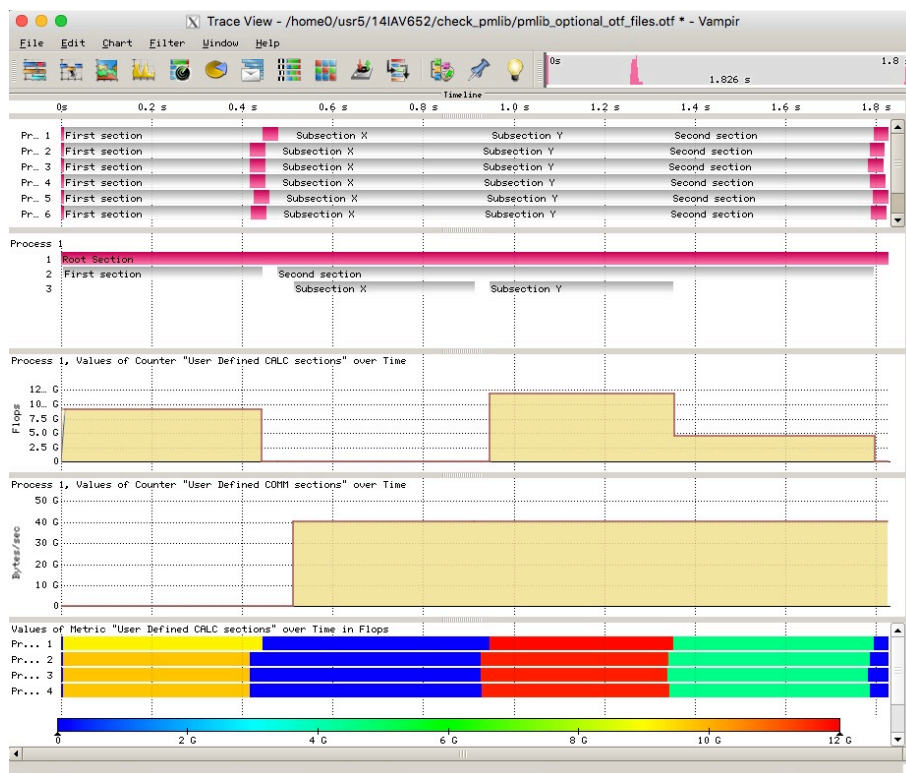 Trace View - /home0/usr5/14IAV652/check_pmlib/pmlib_optional_otf_files.otf * - Vampir
File Edit Chart Filter Window Help
0s 1.8
1.826 s
Timeline
0s 0.2 s 0.4 s 0.6 s 0.8 s 1.0 s 1.2 s 1.4 s 1.6 s 1.8 s
Pr… 1 First section Subsection X Subsection Y Second section
Pr… 2 First section Subsection X Subsection Y Second section
Pr… 3 First section Subsection X Subsection Y Second section
Pr… 4 First section Subsection X Subsection Y Second section
Pr… 5 First section Subsection X Subsection Y Second section
Pr… 6 First section Subsection X Subsection Y Second section
Process 1
1 Root Section
2 First section Second section
3 Subsection X Subsection Y
Process 1, Values of Counter "User Defined CALC sections" over Time
12… G
10… G
7.5 G
5.0 G
2.5 G
0
Flops
Process 1, Values of Counter "User Defined COMM sections" over Time
50 G
40 G
30 G
20 G
10 G
0
Bytes/sec
Values of Metric "User Defined CALC sections" over Time in Flops
Pr... 1
Pr... 2
Pr... 3
Pr... 4
0 2 G 4 G 6 G 8 G 10 G 12 G